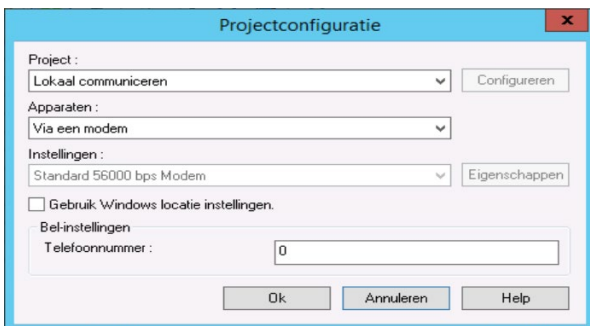 Projectconfiguratie
x
Project :
Lokaal communiceren
Configureren
Apparaten :
Via een modem
Instellingen :
Standard 56000 bps Modem
Eigenschappen
Gebruik Windows locatie instellingen.
Bel-instellingen
Telefoonnummer :
0
Ok
Annuleren
Help